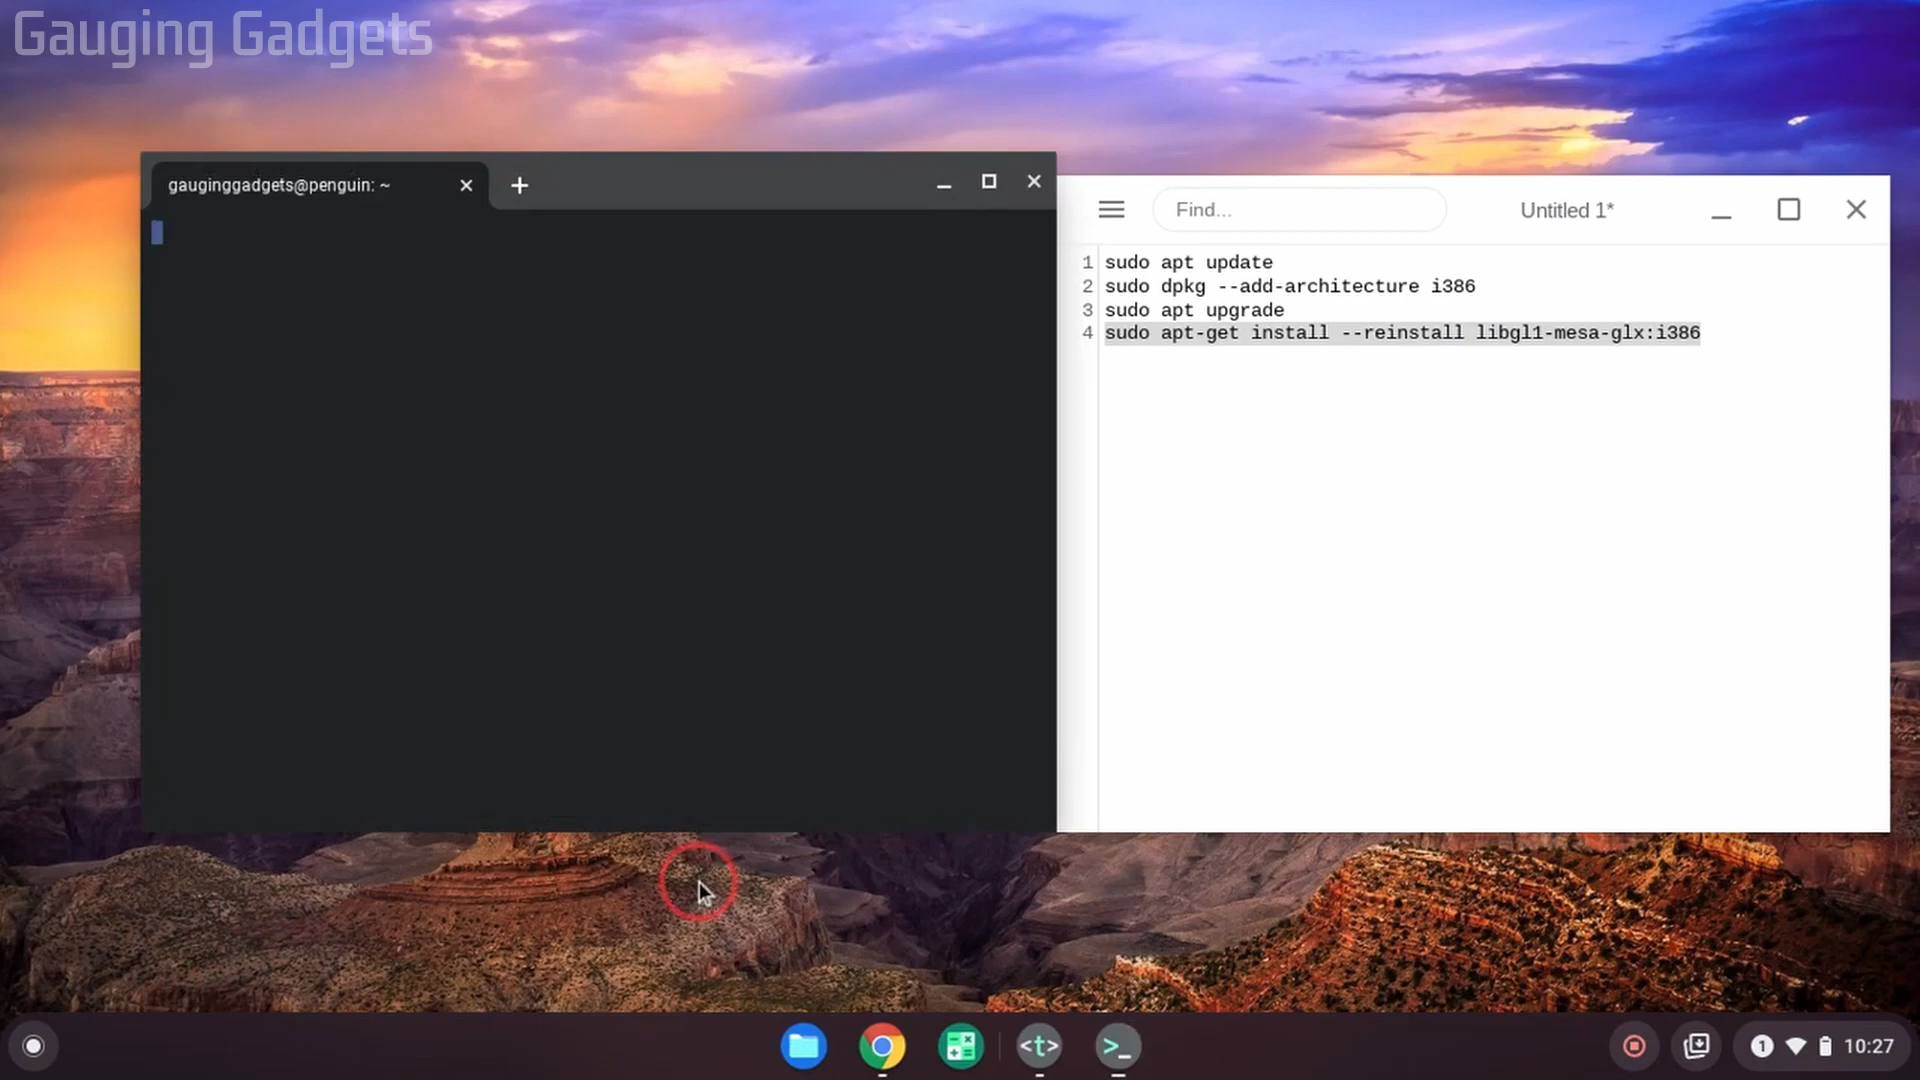 Gauging Gadgets
gauginggadgets@penguin: ~
Find...
Untitled 1*
1 sudo apt update
2 sudo dpkg --add-architecture i386
3 sudo apt upgrade
4 sudo apt-get install --reinstall libgl1-mesa-glx:i386
<t>
>_
1
10:27